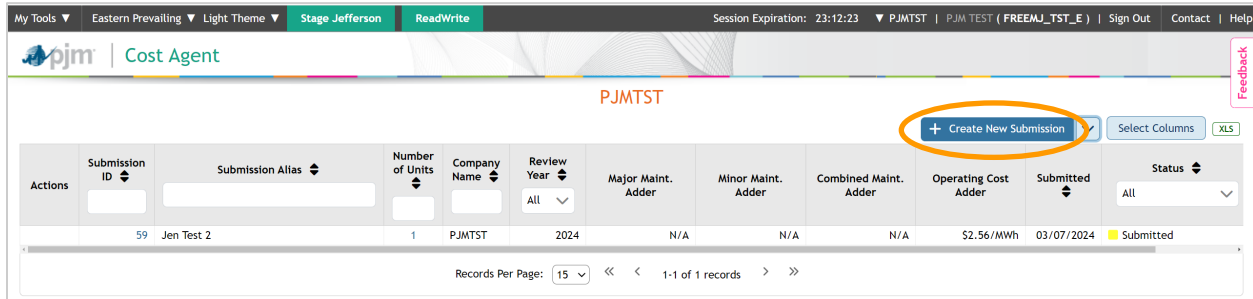 My Tools ▼ Eastern Prevailing ▼ Light Theme ▼ Stage Jefferson ReadWrite Session Expiration: 23:12:23 ▼ PJMTST | PJM TEST ( FREEMJ_TST_E ) | Sign Out Contact | Help
pjm | Cost Agent
Feedback
PJMTST
+ Create New Submission Select Columns XLS
Actions Submission ID Submission Alias Number of Units Company Name Review Year Major Maint. Adder Minor Maint. Adder Combined Maint. Adder Operating Cost Adder Submitted Status
All All
59 Jen Test 2 1 PJMTST 2024 N/A N/A N/A $2.56/MWh 03/07/2024 Submitted
Records Per Page: 15 « < 1-1 of 1 records > »